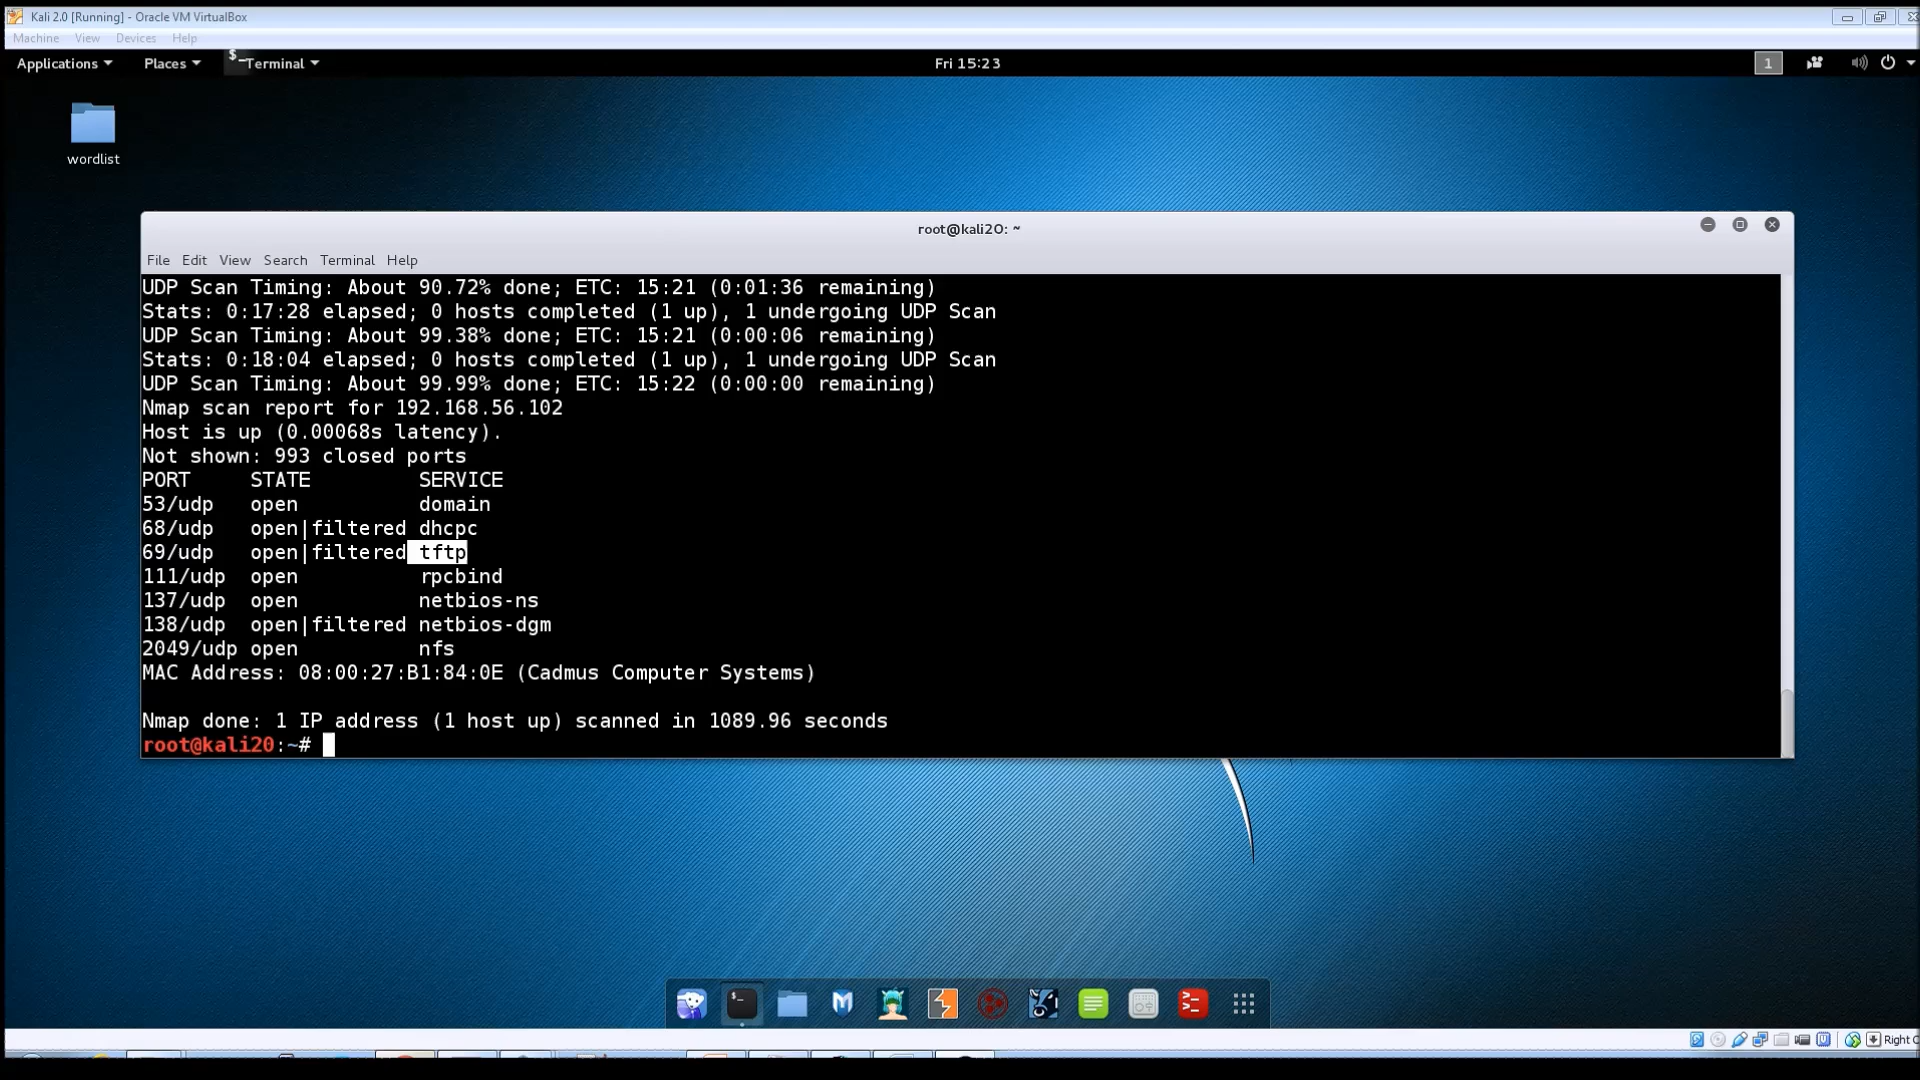 Kali 2.0 [Running] - Oracle VM VirtualBox
Machine View Devices Help
Applications Places Terminal Fri 15:23 1
wordlist
root@kali20: ~
File Edit View Search Terminal Help
UDP Scan Timing: About 90.72% done; ETC: 15:21 (0:01:36 remaining)
Stats: 0:17:28 elapsed; 0 hosts completed (1 up), 1 undergoing UDP Scan
UDP Scan Timing: About 99.38% done; ETC: 15:21 (0:00:06 remaining)
Stats: 0:18:04 elapsed; 0 hosts completed (1 up), 1 undergoing UDP Scan
UDP Scan Timing: About 99.99% done; ETC: 15:22 (0:00:00 remaining)
Nmap scan report for 192.168.56.102
Host is up (0.00068s latency).
Not shown: 993 closed ports
PORT STATE SERVICE
53/udp open domain
68/udp open|filtered dhcpc
69/udp open|filtered tftp
111/udp open rpcbind
137/udp open netbios-ns
138/udp open|filtered netbios-dgm
2049/udp open nfs
MAC Address: 08:00:27:B1:84:0E (Cadmus Computer Systems)
Nmap done: 1 IP address (1 host up) scanned in 1089.96 seconds
root@kali20:~#
Right C